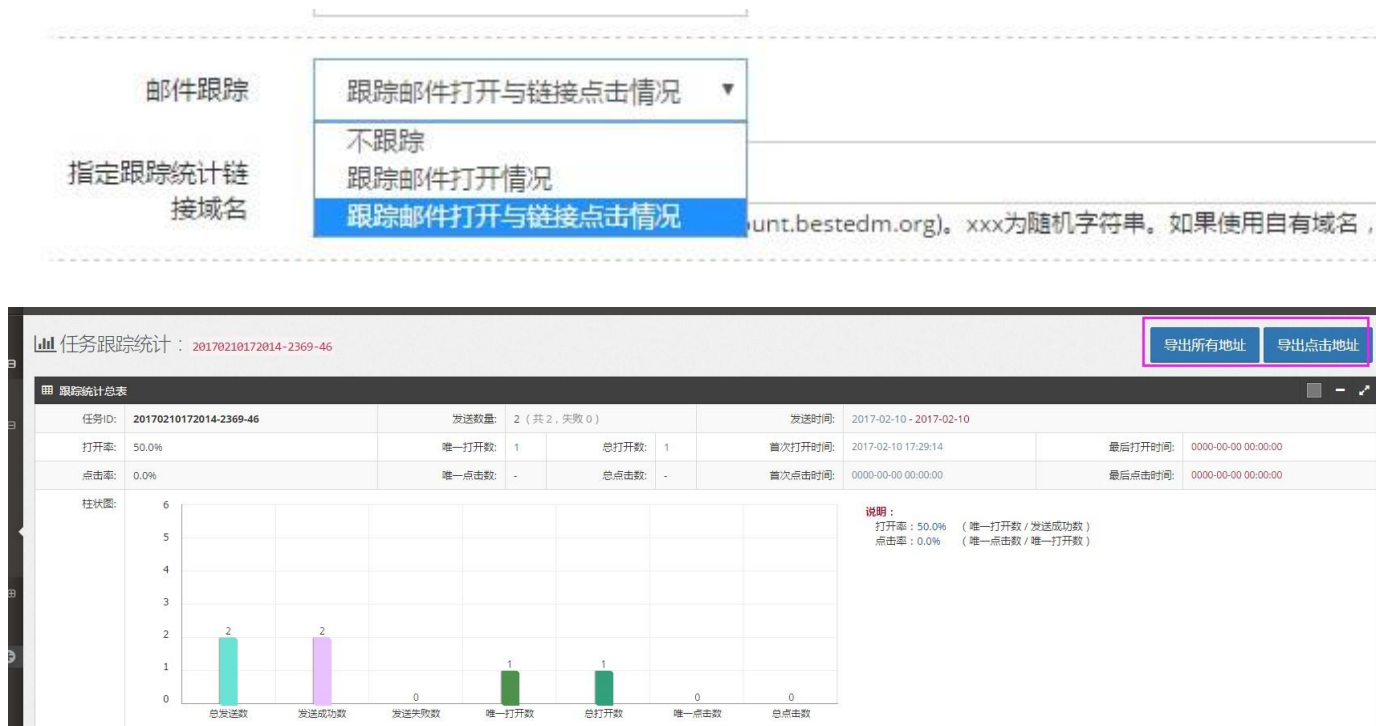 邮件跟踪
跟踪邮件打开与链接点击情况
不跟踪
跟踪邮件打开情况
跟踪邮件打开与链接点击情况
指定跟踪统计链
接域名
unt.bestedm.org)。xxx为随机字符串。如果使用自有域名，
任务跟踪统计： 20170210172014-2369-46
导出所有地址 导出点击地址
跟踪统计总表
任务ID: 20170210172014-2369-46 发送数量: 2 （共 2 , 失败 0 ） 发送时间: 2017-02-10 - 2017-02-10
打开率: 50.0% 唯一打开数: 1 总打开数: 1 首次打开时间: 2017-02-10 17:29:14 最后打开时间: 0000-00-00 00:00:00
点击率: 0.0% 唯一点击数: - 总点击数: - 首次点击时间: 0000-00-00 00:00:00 最后点击时间: 0000-00-00 00:00:00
柱状图:
说明：
打开率：50.0% （ 唯一打开数 / 发送成功数 ）
点击率：0.0% （ 唯一点击数 / 唯一打开数 ）
6
5
4
3
2
1
0
2 2 0 1 1 0 0
总发送数 发送成功数 发送失败数 唯一打开数 总打开数 唯一点击数 总点击数